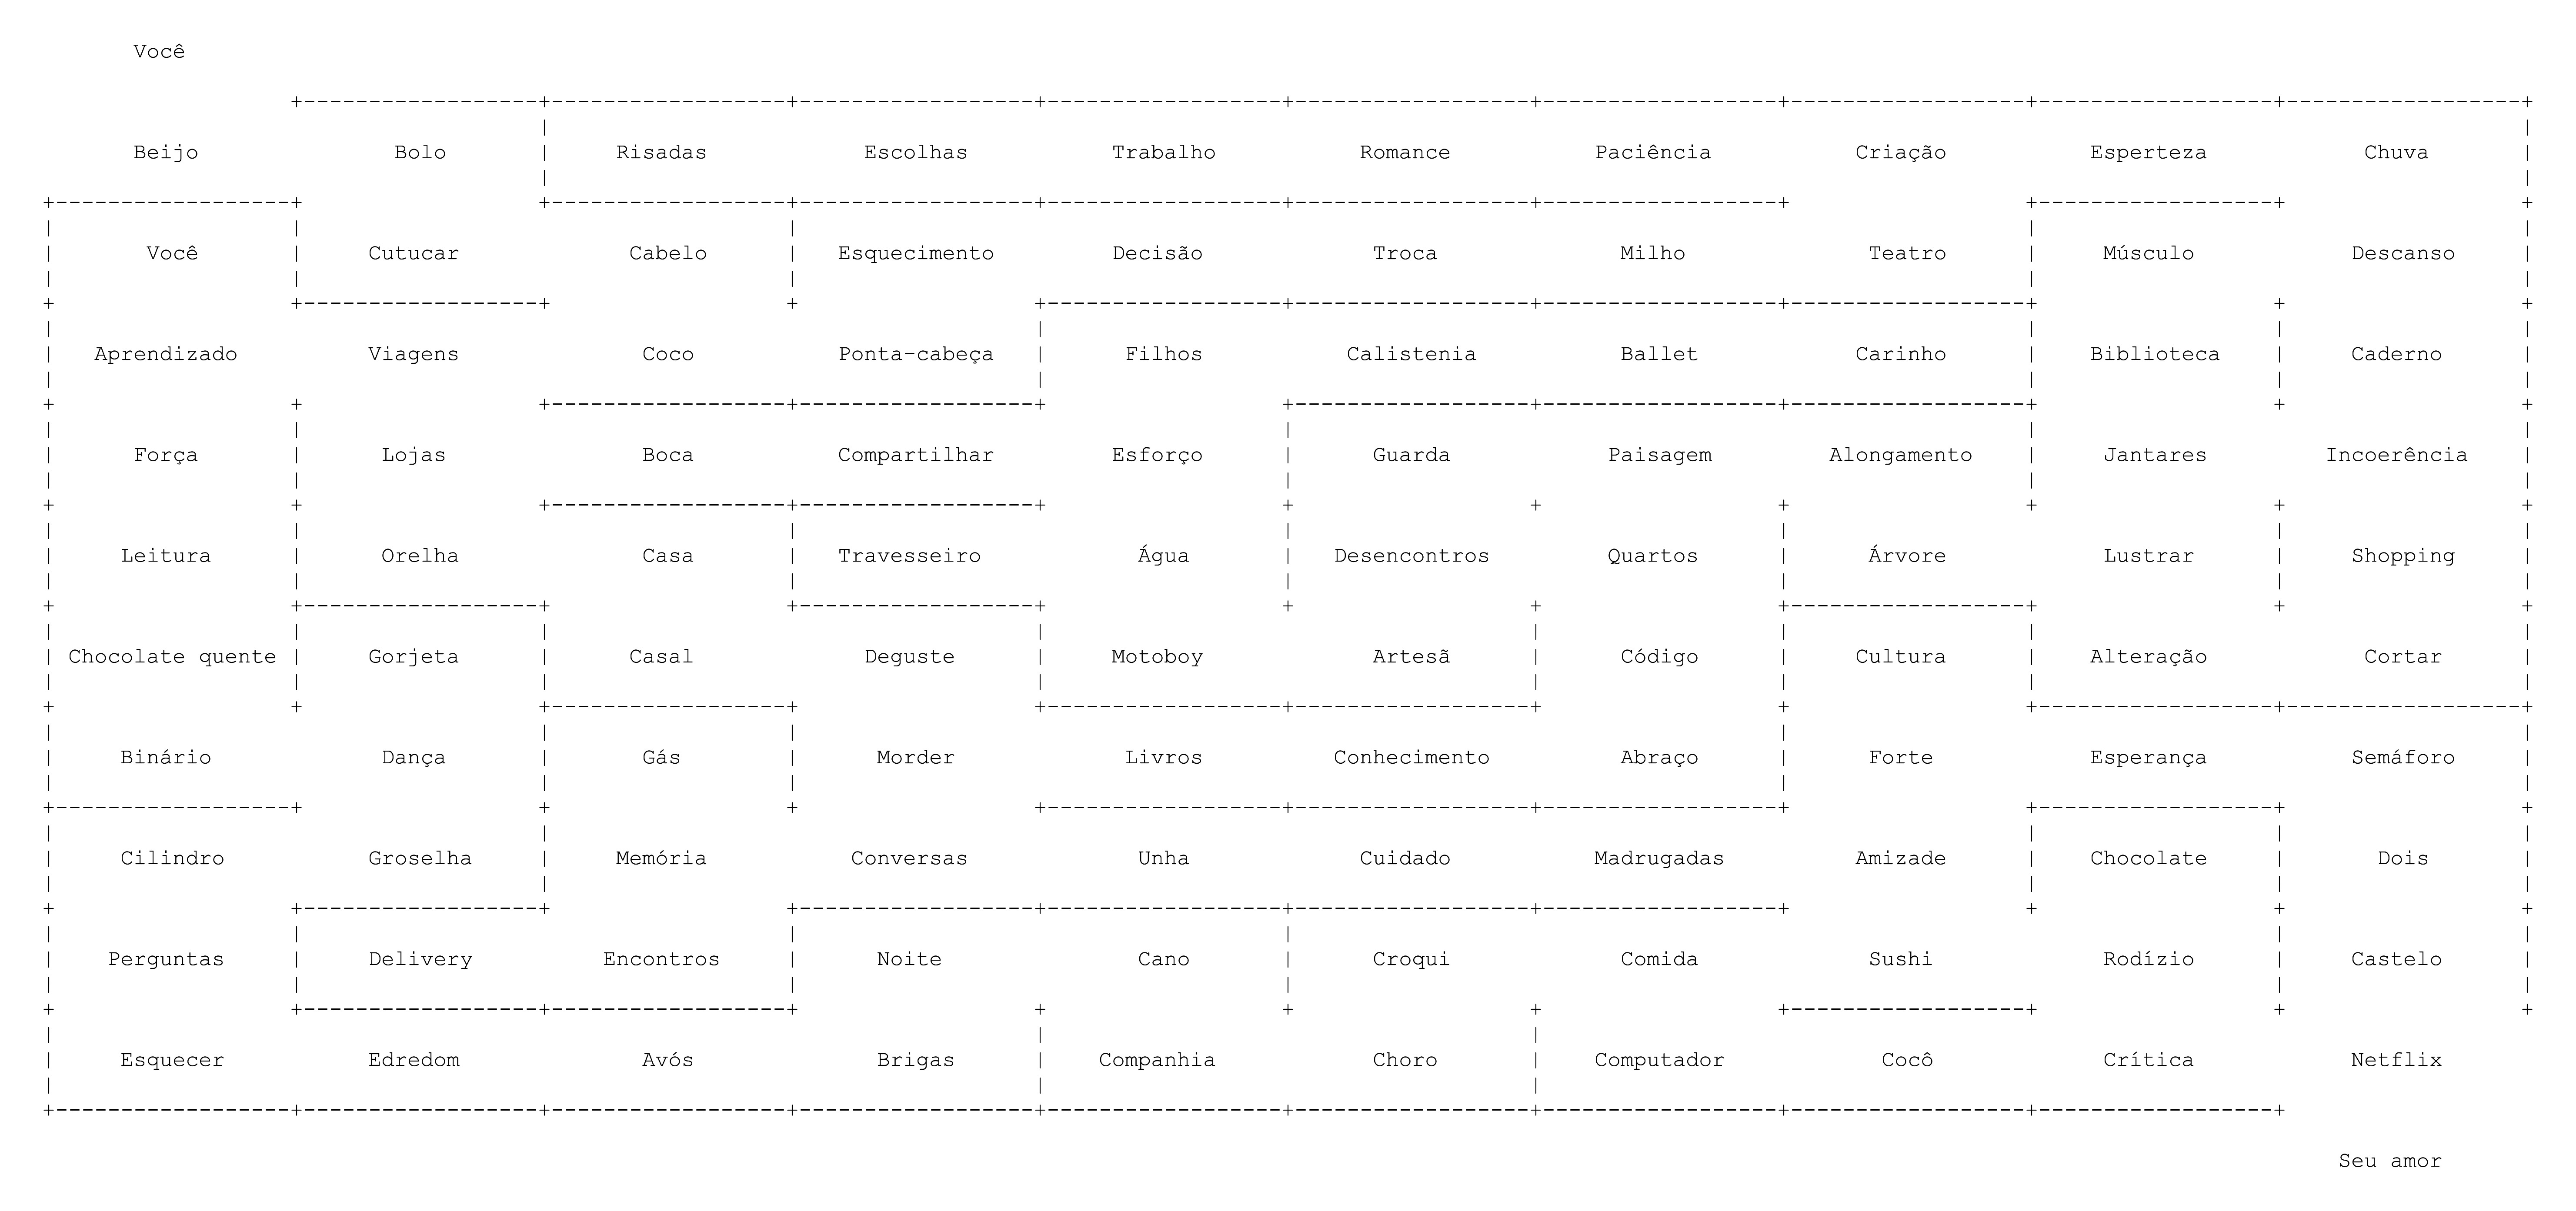 Você
Beijo Bolo Risadas Escolhas Trabalho Romance Paciência Criação Esperteza Chuva
Você Cutucar Cabelo Esquecimento Decisão Troca Milho Teatro Músculo Descanso
Aprendizado Viagens Coco Ponta-cabeça Filhos Calistenia Ballet Carinho Biblioteca Caderno
Força Lojas Boca Compartilhar Esforço Guarda Paisagem Alongamento Jantares Incoerência
Leitura Orelha Casa Travesseiro Água Desencontros Quartos Árvore Lustrar Shopping
Chocolate quente Gorjeta Casal Deguste Motoboy Artesã Código Cultura Alteração Cortar
Binário Dança Gás Morder Livros Conhecimento Abraço Forte Esperança Semáforo
Cilindro Groselha Memória Conversas Unha Cuidado Madrugadas Amizade Chocolate Dois
Perguntas Delivery Encontros Noite Cano Croqui Comida Sushi Rodízio Castelo
Esquecer Edredom Avós Brigas Companhia Choro Computador Cocô Crítica Netflix
Seu amor